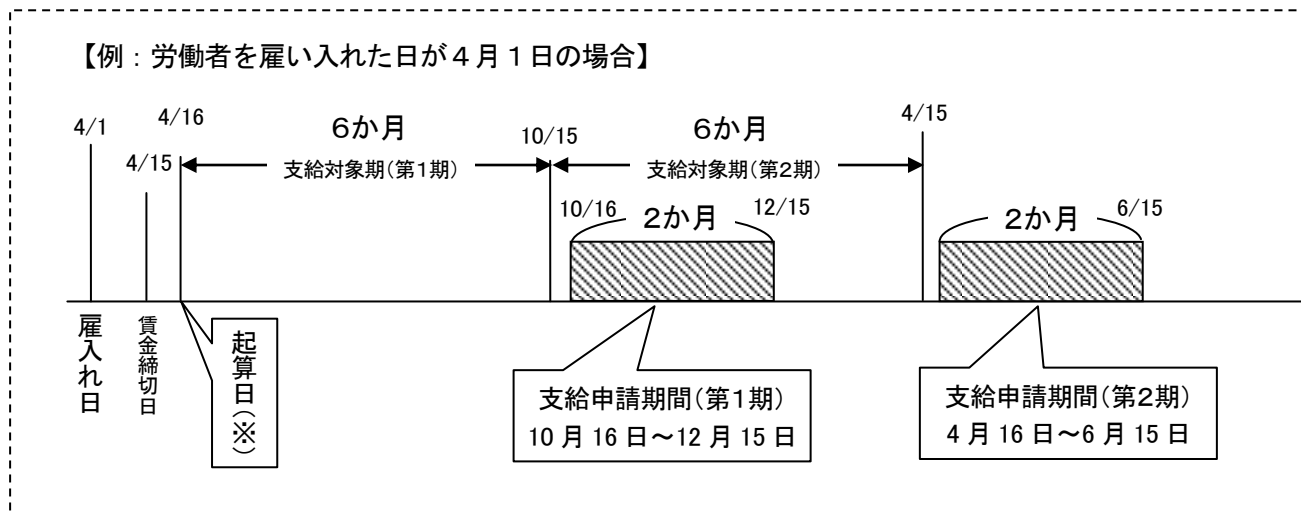 【例：労働者を雇い入れた日が４月１日の場合】
4/1
4/15
4/16
６か月
支給対象期(第１期)
10/15
６か月
支給対象期(第２期)
4/15
10/16
２か月
12/15
２か月
6/15
雇入れ日
賃金締切日
起算日(※)
支給申請期間(第１期)
10 月 16 日～12 月 15 日
支給申請期間(第２期)
4 月 16 日～6 月 15 日